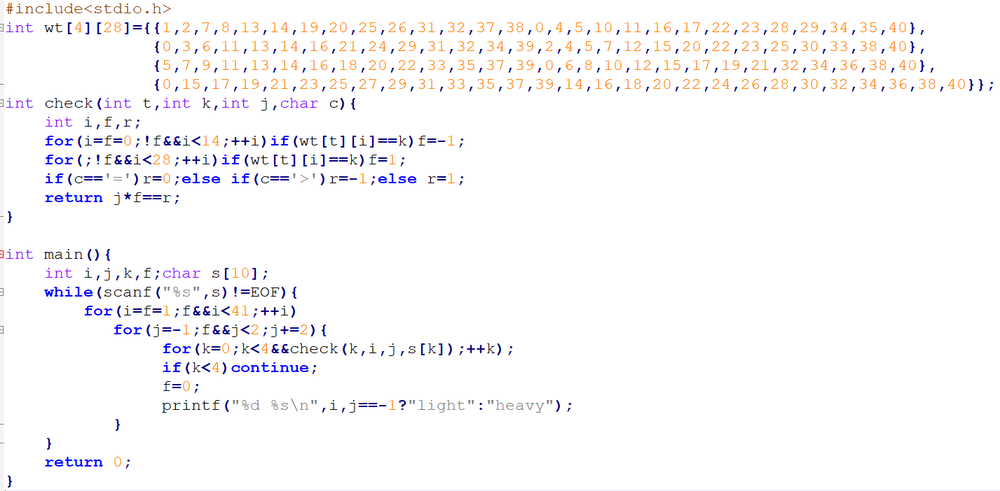 #include<stdio.h>
int wt[4][28]={{1,2,7,8,13,14,19,20,25,26,31,32,37,38,0,4,5,10,11,16,17,22,23,28,29,34,35,40},
{0,3,6,11,13,14,16,21,24,29,31,32,34,39,2,4,5,7,12,15,20,22,23,25,30,33,38,40},
{5,7,9,11,13,14,16,18,20,22,33,35,37,39,0,6,8,10,12,15,17,19,21,32,34,36,38,40},
{0,15,17,19,21,23,25,27,29,31,33,35,37,39,14,16,18,20,22,24,26,28,30,32,34,36,38,40}};
int check(int t,int k,int j,char c){
int i,f,r;
for(i=f=0;!f&&i<14;++i)if(wt[t][i]==k)f=-1;
for(;!f&&i<28;++i)if(wt[t][i]==k)f=1;
if(c=='=')r=0;else if(c=='>')r=-1;else r=1;
return j*f==r;
}
int main(){
int i,j,k,f;char s[10];
while(scanf("%s",s)!=EOF){
for(i=f=1;f&&i<41;++i)
for(j=-1;f&&j<2;j+=2){
for(k=0;k<4&&check(k,i,j,s[k]);++k);
if(k<4)continue;
f=0;
printf("%d %s\n",i,j==-1?"light":"heavy");
}
}
return 0;
}